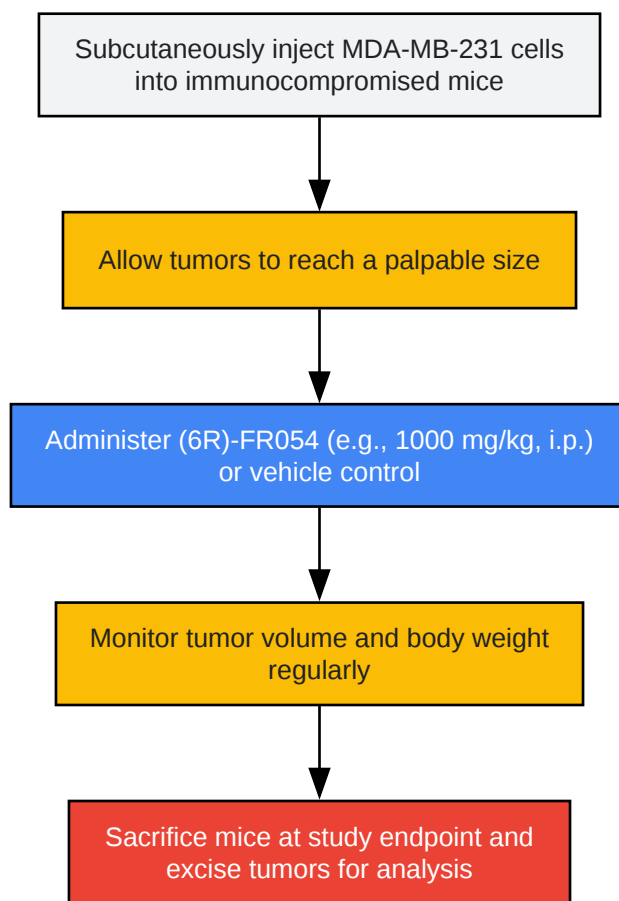 Subcutaneously inject MDA-MB-231 cells
into immunocompromised mice
Allow tumors to reach a palpable size
Administer (6R)-FR054 (e.g., 1000 mg/kg, i.p.)
or vehicle control
Monitor tumor volume and body weight
regularly
Sacrifice mice at study endpoint and
excise tumors for analysis